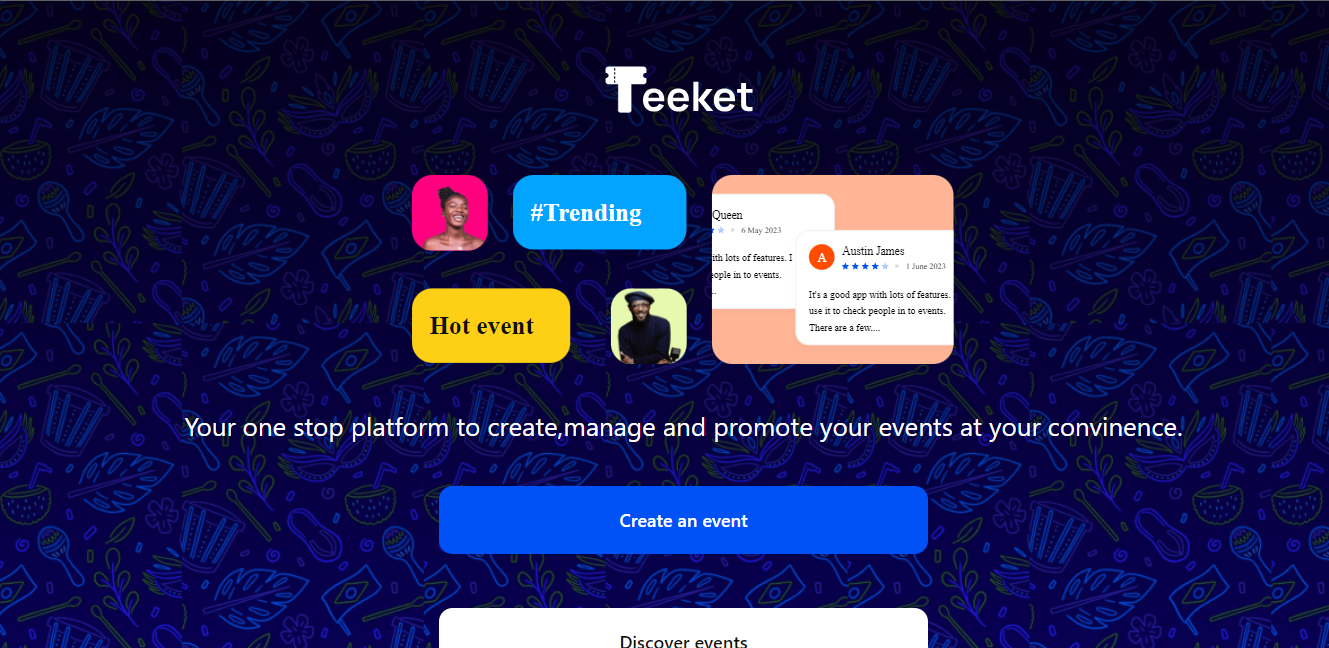 Teeket
#Trending
Queen
6 May 2023
ith lots of features. I
eople in to events.
..
A
Austin James
1 June 2023
It's a good app with lots of features.
use it to check people in to events.
There are a few....
Hot event
Your one stop platform to create,manage and promote your events at your convinence.
Create an event
Discover events